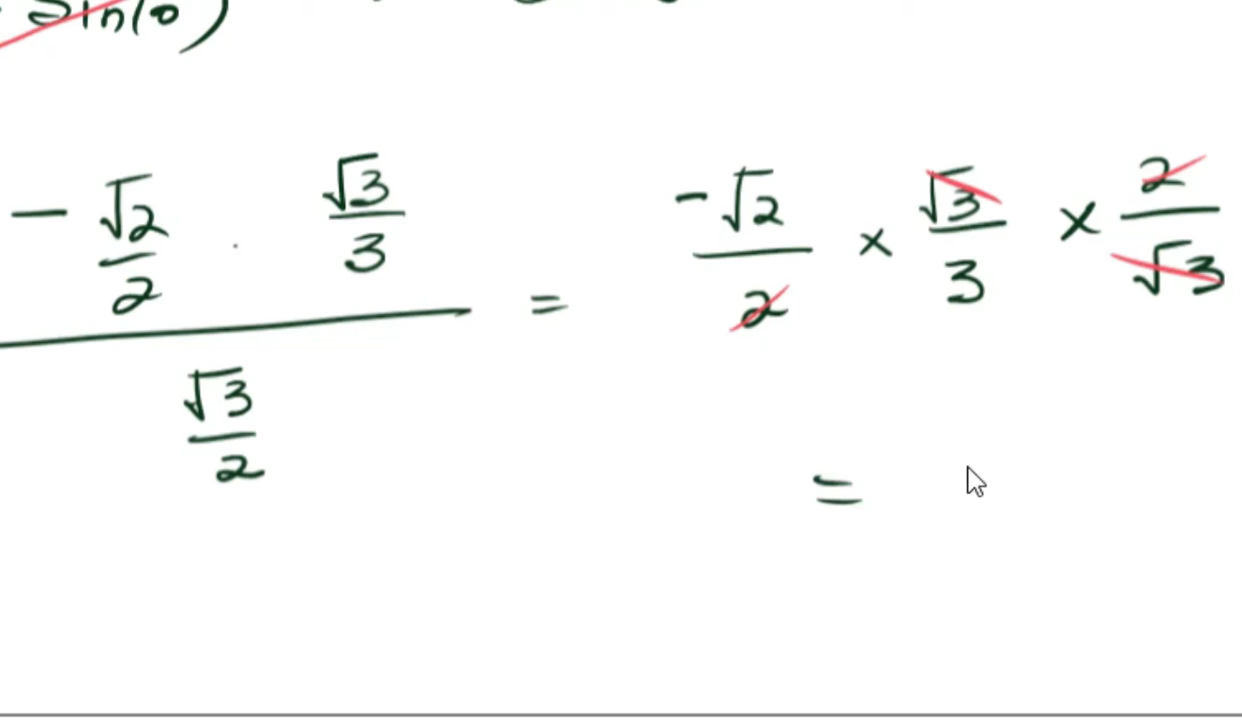 sin(θ)
- √2/2 · √3/3 / √3/2 = -√2/2 × √3/3 × 2/√3
=